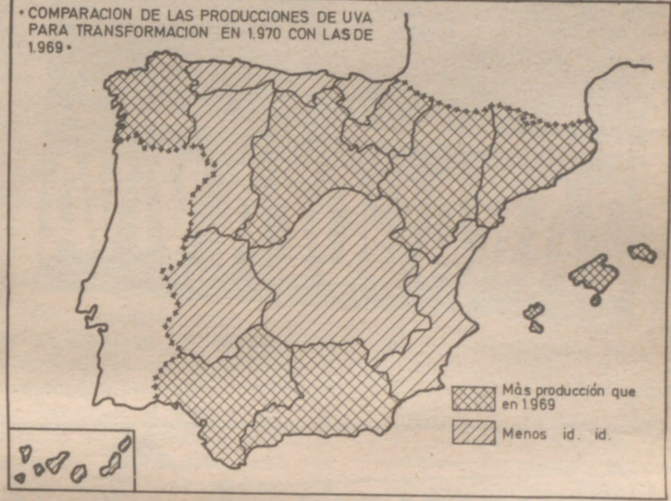 • COMPARACION DE LAS PRODUCCIONES DE UVA
PARA TRANSFORMACION EN 1.970 CON LAS DE
1.969 •
Màs producción que
en 1.969
Menos id. id.